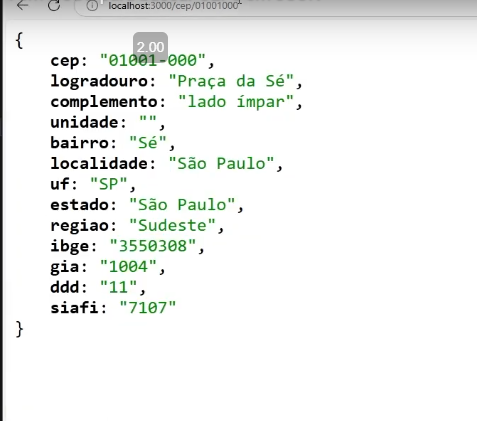 localhost:3000/cep/01001000
2.00
{
cep: "01001-000",
logradouro: "Praça da Sé",
complemento: "lado ímpar",
unidade: "",
bairro: "Sé",
localidade: "São Paulo",
uf: "SP",
estado: "São Paulo",
regiao: "Sudeste",
ibge: "3550308",
gia: "1004",
ddd: "11",
siafi: "7107"
}